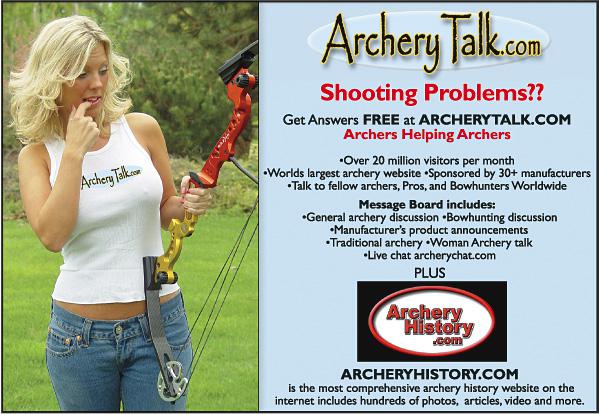 Archery Talk.com
Shooting Problems??
Get Answers FREE at ARCHERYTALK.COM
Archers Helping Archers
•Over 20 million visitors per month
•Worlds largest archery website •Sponsored by 30+ manufacturers
•Talk to fellow archers, Pros, and Bowhunters Worldwide
Message Board includes:
•General archery discussion •Bowhunting discussion
•Manufacturer's product announcements
•Traditional archery •Woman Archery talk
•Live chat archerychat.com
PLUS
Archery
History
.com
ARCHERYHISTORY.COM
is the most comprehensive archery history website on the
internet includes hundreds of photos, articles, video and more.
Archery Talk.com